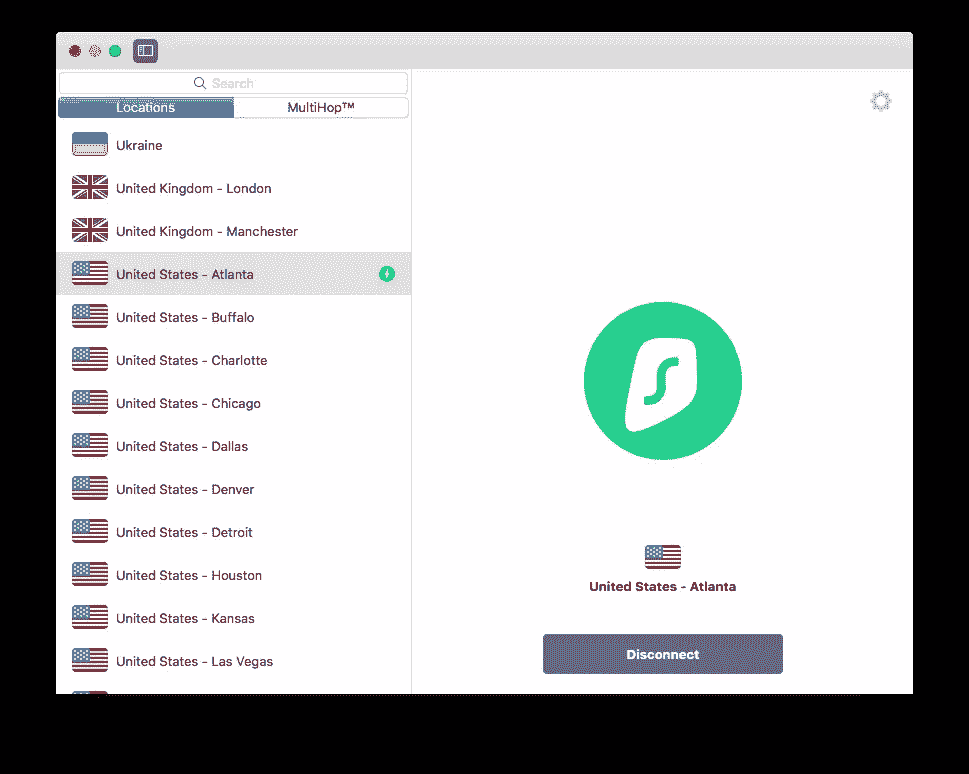 Search
Locations
MultiHop™
Ukraine
United Kingdom - London
United Kingdom - Manchester
United States - Atlanta
United States - Buffalo
United States - Charlotte
United States - Chicago
United States - Dallas
United States - Denver
United States - Detroit
United States - Houston
United States - Kansas
United States - Las Vegas
United States - Atlanta
Disconnect